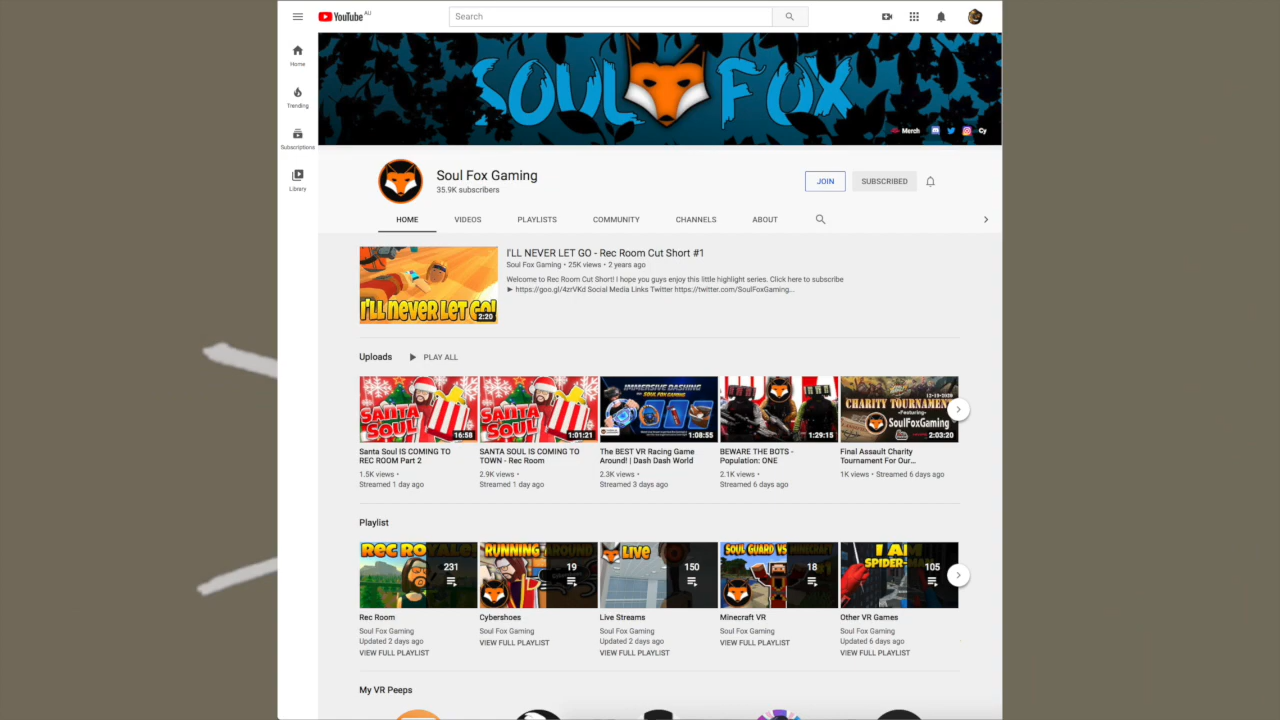 YouTube AU
Search
Home
Trending
Subscriptions
Library
SOUL FOX
Merch
Cy
Soul Fox Gaming
35.9K subscribers
JOIN
SUBSCRIBED
HOME VIDEOS PLAYLISTS COMMUNITY CHANNELS ABOUT
I'LL NEVER LET GO!
2:20
I'LL NEVER LET GO - Rec Room Cut Short #1
Soul Fox Gaming • 25K views • 2 years ago
Welcome to Rec Room Cut Short! I hope you guys enjoy this little highlight series. Click here to subscribe
► https://goo.gl/4zrVKd Social Media Links Twitter https://twitter.com/SoulFoxGaming...
Uploads PLAY ALL
SANTA
SOUL
16:58
Santa Soul IS COMING TO
REC ROOM Part 2
1.5K views •
Streamed 1 day ago
SANTA
SOUL
1:01:21
SANTA SOUL IS COMING TO
TOWN - Rec Room
2.9K views •
Streamed 1 day ago
IMMERSIVE DASHING
SOUL FOX GAMING
1:08:55
The BEST VR Racing Game
Around! | Dash Dash World
2.3K views •
Streamed 3 days ago
1:29:15
BEWARE THE BOTS -
Population: ONE
2.1K views •
Streamed 6 days ago
12-13-2020
CHARITY TOURNAMENT
Featuring
SoulFoxGaming
2:03:20
Final Assault Charity
Tournament For Our...
1K views • Streamed 6 days ago
Playlist
REC ROYALE
231
Rec Room
Soul Fox Gaming
Updated 2 days ago
VIEW FULL PLAYLIST
RUNNING AROUND
19
Cybershoes
Soul Fox Gaming
VIEW FULL PLAYLIST
LIVE
150
Live Streams
Soul Fox Gaming
Updated 2 days ago
VIEW FULL PLAYLIST
SOUL GUARD VS MINECRAFT
18
Minecraft VR
Soul Fox Gaming
VIEW FULL PLAYLIST
I AM
SPIDER-MAN
105
Other VR Games
Soul Fox Gaming
Updated 6 days ago
VIEW FULL PLAYLIST
My VR Peeps